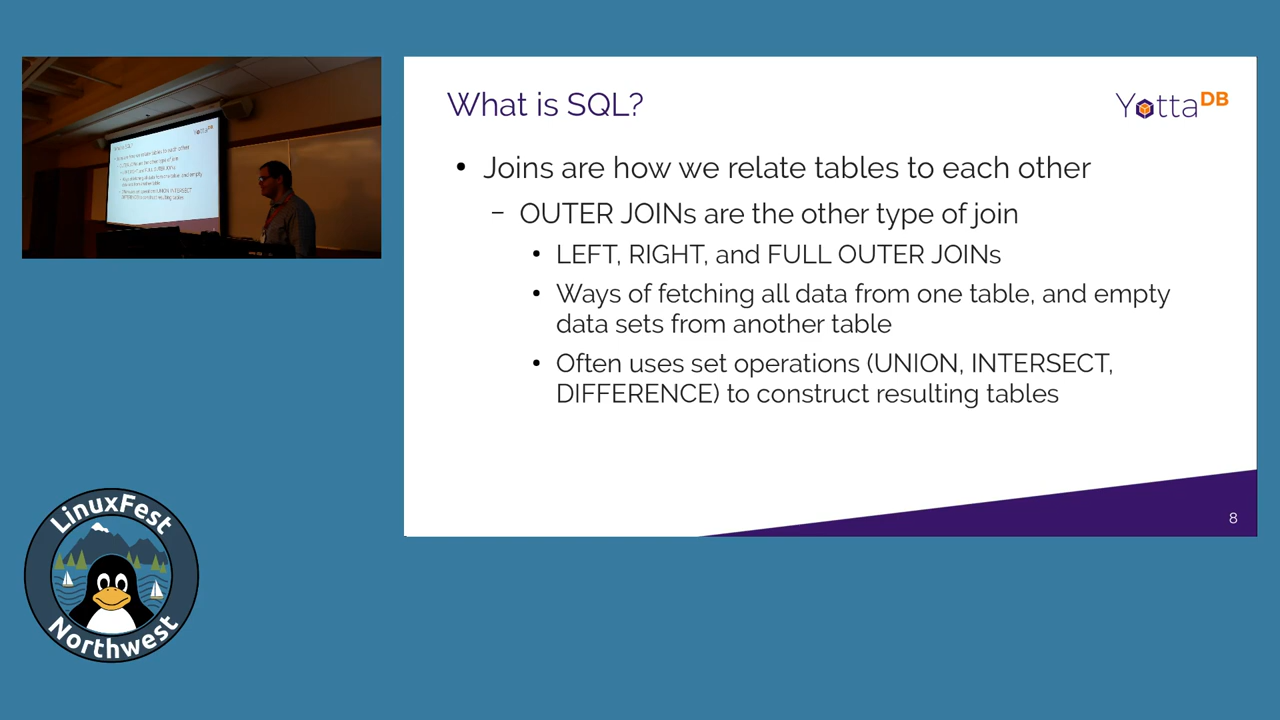 What is SQL?
YottaDB
• Joins are how we relate tables to each other
– OUTER JOINs are the other type of join
• LEFT, RIGHT, and FULL OUTER JOINs
• Ways of fetching all data from one table, and empty
data sets from another table
• Often uses set operations (UNION, INTERSECT,
DIFFERENCE) to construct resulting tables
8
LinuxFest
Northwest